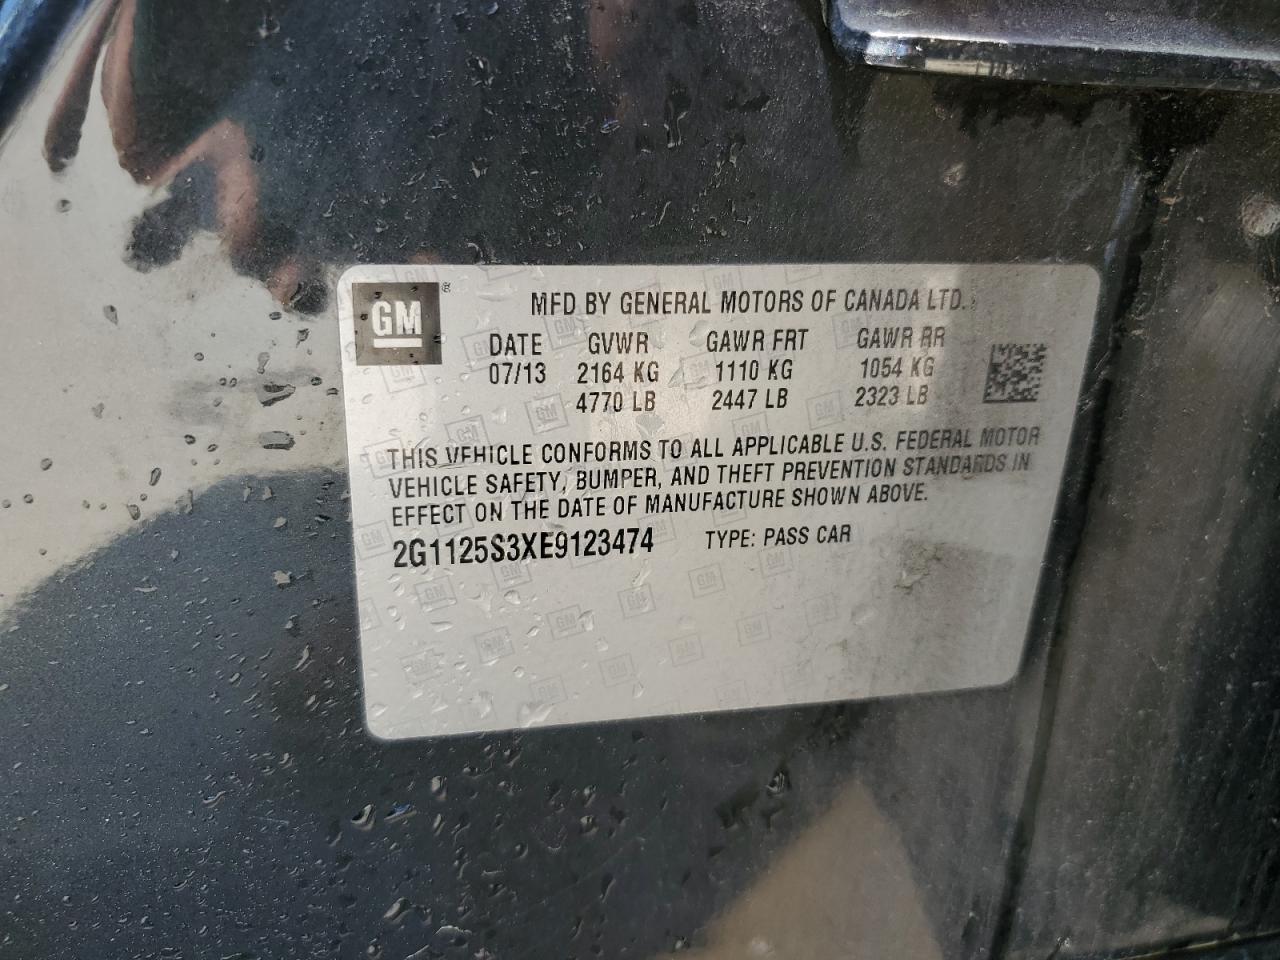 GM ®
MFD BY GENERAL MOTORS OF CANADA LTD.
DATE GVWR GAWR FRT GAWR RR
07/13 2164 KG 1110 KG 1054 KG
4770 LB 2447 LB 2323 LB
THIS VEHICLE CONFORMS TO ALL APPLICABLE U.S. FEDERAL MOTOR
VEHICLE SAFETY, BUMPER, AND THEFT PREVENTION STANDARDS IN
EFFECT ON THE DATE OF MANUFACTURE SHOWN ABOVE.
2G1125S3XE9123474 TYPE: PASS CAR